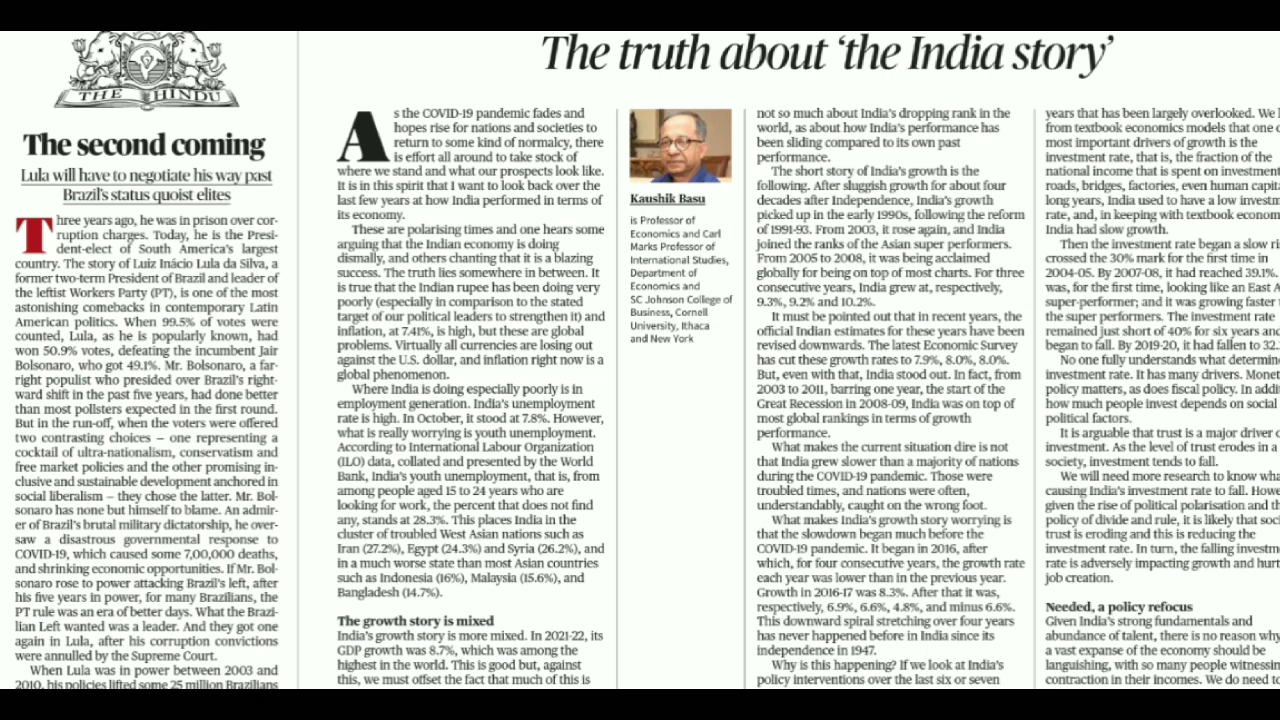 THE HINDU
The second coming
Lula will have to negotiate his way past
Brazil's status quoist elites
Three years ago, he was in prison over cor-
ruption charges. Today, he is the Presi-
dent-elect of South America's largest
country. The story of Luiz Inácio Lula da Silva, a
former two-term President of Brazil and leader of
the leftist Workers Party (PT), is one of the most
astonishing comebacks in contemporary Latin
American politics. When 99.5% of votes were
counted, Lula, as he is popularly known, had
won 50.9% votes, defeating the incumbent Jair
Bolsonaro, who got 49.1%. Mr. Bolsonaro, a far-
right populist who presided over Brazil's right-
ward shift in the past five years, had done better
than most pollsters expected in the first round.
But in the run-off, when the voters were offered
two contrasting choices – one representing a
cocktail of ultra-nationalism, conservatism and
free market policies and the other promising in-
clusive and sustainable development anchored in
social liberalism – they chose the latter. Mr. Bol-
sonaro has none but himself to blame. An admir-
er of Brazil's brutal military dictatorship, he over-
saw a disastrous governmental response to
COVID-19, which caused some 7,00,000 deaths,
and shrinking economic opportunities. If Mr. Bol-
sonaro rose to power attacking Brazil's left, after
his five years in power, for many Brazilians, the
PT rule was an era of better days. What the Brazi-
lian Left wanted was a leader. And they got one
again in Lula, after his corruption convictions
were annulled by the Supreme Court.
When Lula was in power between 2003 and
2010, his policies lifted some 25 million Brazilians
The truth about 'the India story'
As the COVID-19 pandemic fades and
hopes rise for nations and societies to
return to some kind of normalcy, there
is effort all around to take stock of
where we stand and what our prospects look like.
It is in this spirit that I want to look back over the
last few years at how India performed in terms of
its economy.
These are polarising times and one hears some
arguing that the Indian economy is doing
dismally, and others chanting that it is a blazing
success. The truth lies somewhere in between. It
is true that the Indian rupee has been doing very
poorly (especially in comparison to the stated
target of our political leaders to strengthen it) and
inflation, at 7.41%, is high, but these are global
problems. Virtually all currencies are losing out
against the U.S. dollar, and inflation right now is a
global phenomenon.
Where India is doing especially poorly is in
employment generation. India's unemployment
rate is high. In October, it stood at 7.8%. However,
what is really worrying is youth unemployment.
According to International Labour Organization
(ILO) data, collated and presented by the World
Bank, India's youth unemployment, that is, from
among people aged 15 to 24 years who are
looking for work, the percent that does not find
any, stands at 28.3%. This places India in the
cluster of troubled West Asian nations such as
Iran (27.2%), Egypt (24.3%) and Syria (26.2%), and
in a much worse state than most Asian countries
such as Indonesia (16%), Malaysia (15.6%), and
Bangladesh (14.7%).
The growth story is mixed
India's growth story is more mixed. In 2021-22, its
GDP growth was 8.7%, which was among the
highest in the world. This is good but, against
this, we must offset the fact that much of this is
Kaushik Basu
is Professor of
Economics and Carl
Marks Professor of
International Studies,
Department of
Economics and
SC Johnson College of
Business, Cornell
University, Ithaca
and New York
not so much about India's dropping rank in the
world, as about how India's performance has
been sliding compared to its own past
performance.
The short story of India's growth is the
following. After sluggish growth for about four
decades after Independence, India's growth
picked up in the early 1990s, following the reform
of 1991-93. From 2003, it rose again, and India
joined the ranks of the Asian super performers.
From 2005 to 2008, it was being acclaimed
globally for being on top of most charts. For three
consecutive years, India grew at, respectively,
9.3%, 9.2% and 10.2%.
It must be pointed out that in recent years, the
official Indian estimates for these years have been
revised downwards. The latest Economic Survey
has cut these growth rates to 7.9%, 8.0%, 8.0%.
But, even with that, India stood out. In fact, from
2003 to 2011, barring one year, the start of the
Great Recession in 2008-09, India was on top of
most global rankings in terms of growth
performance.
What makes the current situation dire is not
that India grew slower than a majority of nations
during the COVID-19 pandemic. Those were
troubled times, and nations were often,
understandably, caught on the wrong foot.
What makes India's growth story worrying is
that the slowdown began much before the
COVID-19 pandemic. It began in 2016, after
which, for four consecutive years, the growth rate
each year was lower than in the previous year.
Growth in 2016-17 was 8.3%. After that it was,
respectively, 6.9%, 6.6%, 4.8%, and minus 6.6%.
This downward spiral stretching over four years
has never happened before in India since its
independence in 1947.
Why is this happening? If we look at India's
policy interventions over the last six or seven
years that has been largely overlooked. We
from textbook economics models that one
most important drivers of growth is the
investment rate, that is, the fraction of the
national income that is spent on investment
roads, bridges, factories, even human capit
long years, India used to have a low invest
rate, and, in keeping with textbook econom
India had slow growth.
Then the investment rate began a slow ri
crossed the 30% mark for the first time in
2004-05. By 2007-08, it had reached 39.1%.
was, for the first time, looking like an East A
super-performer; and it was growing faster
the super performers. The investment rate
remained just short of 40% for six years and
began to fall. By 2019-20, it had fallen to 32.
No one fully understands what determin
investment rate. It has many drivers. Monet
policy matters, as does fiscal policy. In addi
how much people invest depends on social
political factors.
It is arguable that trust is a major driver o
investment. As the level of trust erodes in a
society, investment tends to fall.
We will need more research to know wha
causing India's investment rate to fall. Howe
given the rise of political polarisation and th
policy of divide and rule, it is likely that soci
trust is eroding and this is reducing the
investment rate. In turn, the falling investm
rate is adversely impacting growth and hurt
job creation.
Needed, a policy refocus
Given India's strong fundamentals and
abundance of talent, there is no reason why
a vast expanse of the economy should be
languishing, with so many people witnessin
contraction in their incomes. We do need to